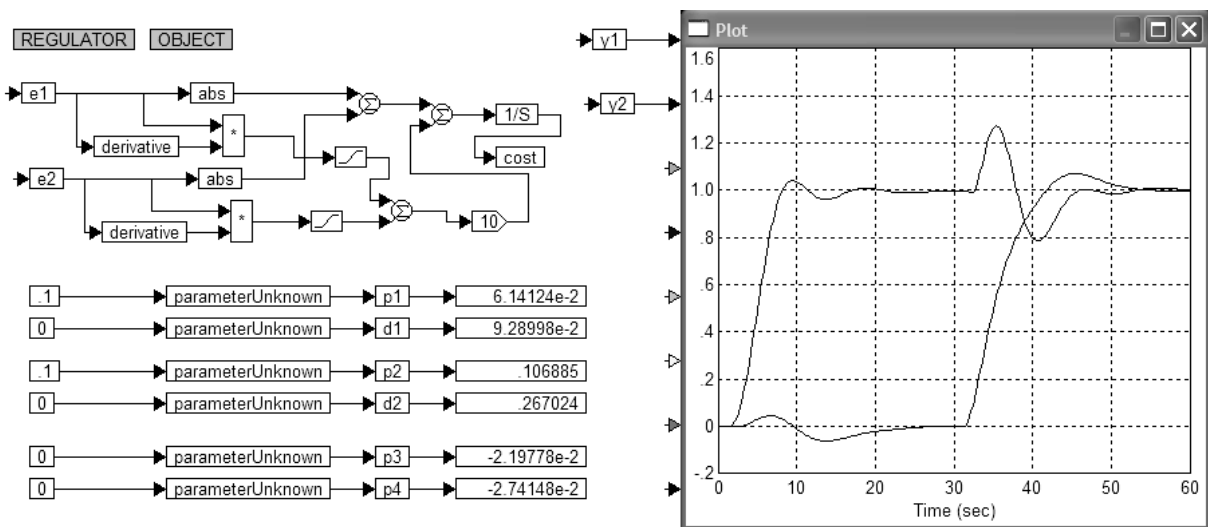 REGULATOR OBJECT
e1 abs Σ Σ 1/S
derivative * cost
e2 abs Σ 10
derivative *
.1 parameterUnknown p1 6.14124e-2
0 parameterUnknown d1 9.28998e-2
.1 parameterUnknown p2 .106885
0 parameterUnknown d2 .267024
0 parameterUnknown p3 -2.19778e-2
0 parameterUnknown p4 -2.74148e-2
y1
y2
Plot
1.6
1.4
1.2
1.0
.8
.6
.4
.2
0
-.2
0 10 20 30 40 50 60
Time (sec)